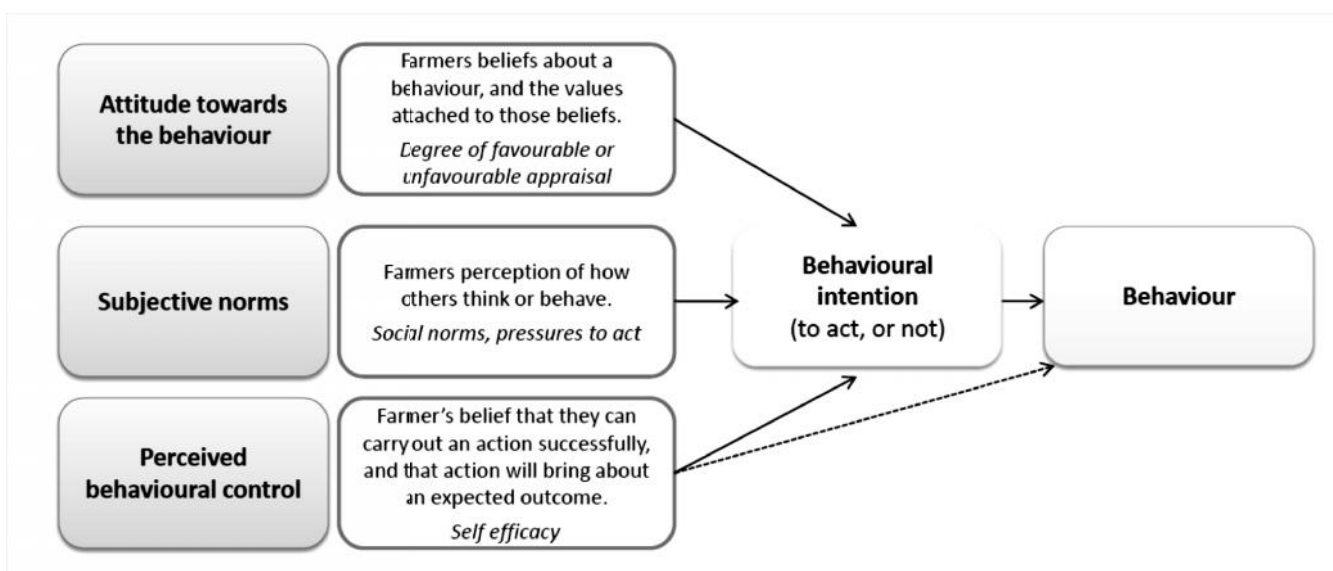 Attitude towards
the behaviour
Farmers beliefs about a
behaviour, and the values
attached to those beliefs.
Degree of favourable or
unfavourable appraisal
Subjective norms
Farmers perception of how
others think or behave.
Social norms, pressures to act
Perceived
behavioural control
Farmer's belief that they can
carry out an action successfully,
and that action will bring about
an expected outcome.
Self efficacy
Behavioural
intention
(to act, or not)
Behaviour